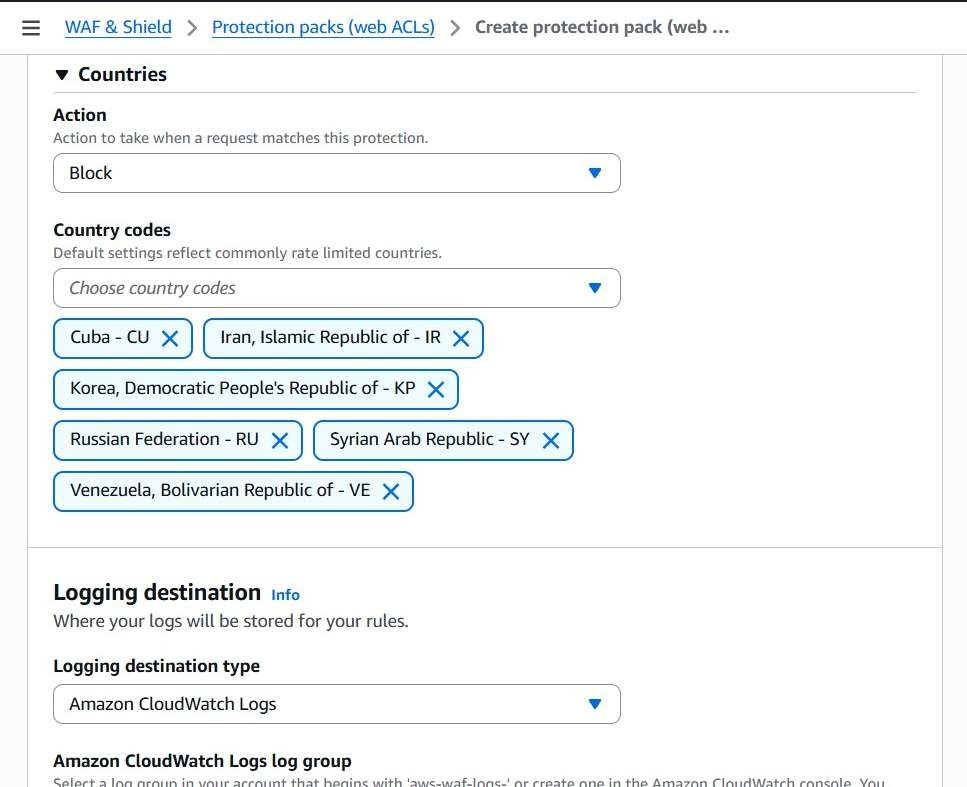 WAF & Shield > Protection packs (web ACLs) > Create protection pack (web ...
Countries
Action
Action to take when a request matches this protection.
Block
Country codes
Default settings reflect commonly rate limited countries.
Choose country codes
Cuba - CU Iran, Islamic Republic of - IR
Korea, Democratic People's Republic of - KP
Russian Federation - RU Syrian Arab Republic - SY
Venezuela, Bolivarian Republic of - VE
Logging destination Info
Where your logs will be stored for your rules.
Logging destination type
Amazon CloudWatch Logs
Amazon CloudWatch Logs log group
Select a log group in your account that begins with 'aws-waf-logs-' or create one in the Amazon CloudWatch console. You